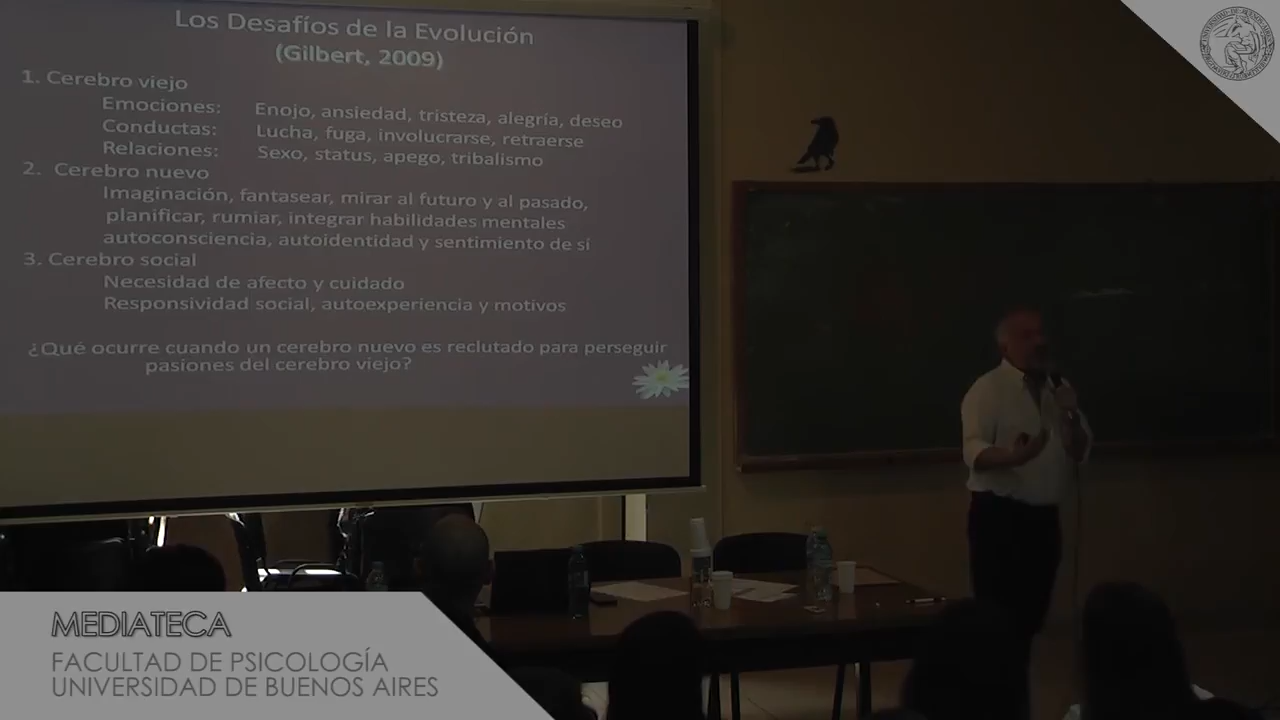 Los Desafíos de la Evolución
(Gilbert, 2009)
1. Cerebro viejo
Emociones: Enojo, ansiedad, tristeza, alegría, deseo
Conductas: Lucha, fuga, involucrarse, retraerse
Relaciones: Sexo, status, apego, tribalismo
2. Cerebro nuevo
Imaginación, fantasear, mirar al futuro y al pasado,
planificar, rumiar, integrar habilidades mentales
autoconsciencia, autoidentidad y sentimiento de sí
3. Cerebro social
Necesidad de afecto y cuidado
Responsividad social, autoexperiencia y motivos
¿Qué ocurre cuando un cerebro nuevo es reclutado para perseguir
pasiones del cerebro viejo?
MEDIATECA
FACULTAD DE PSICOLOGÍA
UNIVERSIDAD DE BUENOS AIRES